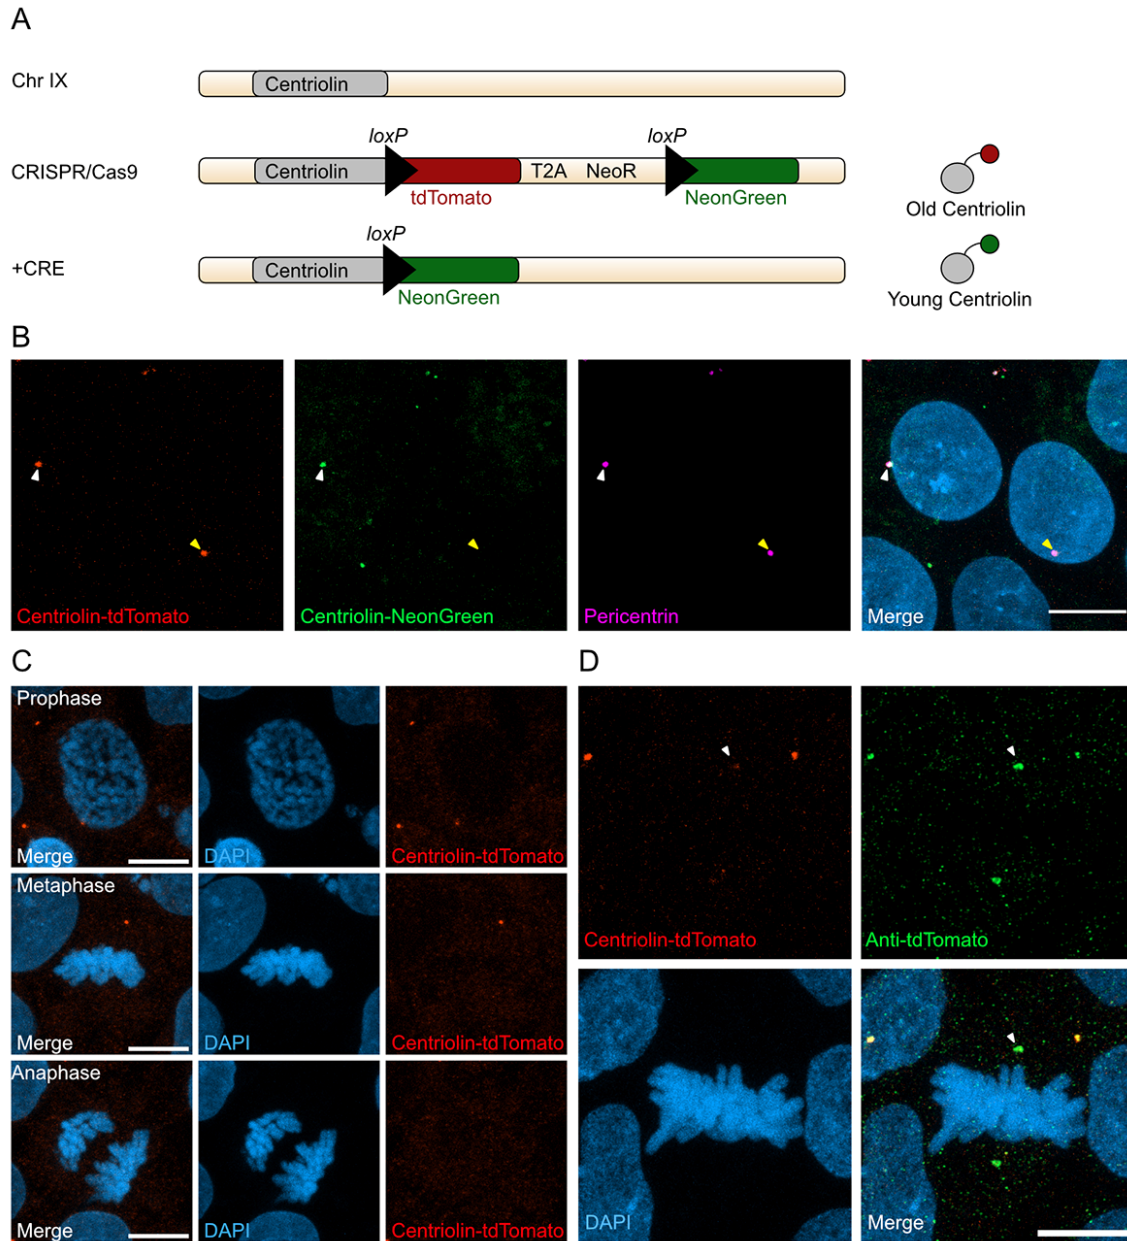 A
Chr IX
Centriolin
loxP
loxP
CRISPR/Cas9
Centriolin
T2A NeoR
tdTomato
NeonGreen
Old Centriolin
loxP
+CRE
Centriolin
NeonGreen
Young Centriolin
B
Centriolin-tdTomato
Centriolin-NeonGreen
Pericentrin
Merge
C
Prophase
Merge
DAPI
Centriolin-tdTomato
Metaphase
Merge
DAPI
Centriolin-tdTomato
Anaphase
Merge
DAPI
Centriolin-tdTomato
D
Centriolin-tdTomato
Anti-tdTomato
DAPI
Merge